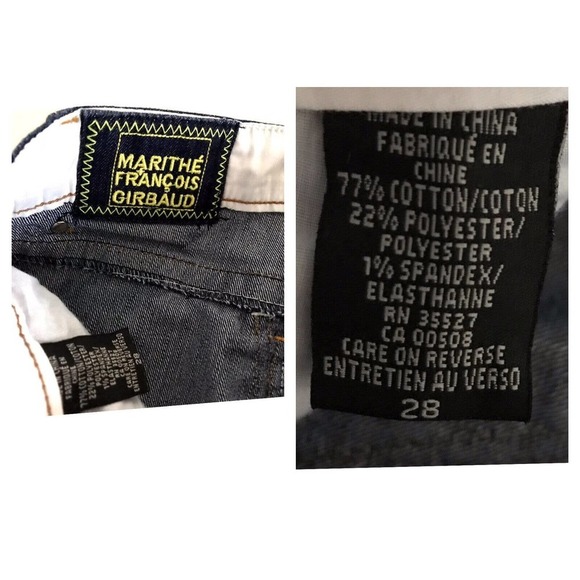 MARITHÉ
FRANÇOIS
GIRBAUD
28
MADE IN CHINA
FABRIQUÉ EN
CHINE
77% COTTON/COTON
22% POLYESTER/
POLYESTER
1% SPANDEX/
ELASTHANNE
RN 35527
CA 00508
CARE ON REVERSE
ENTRETIEN AU VERSO
28